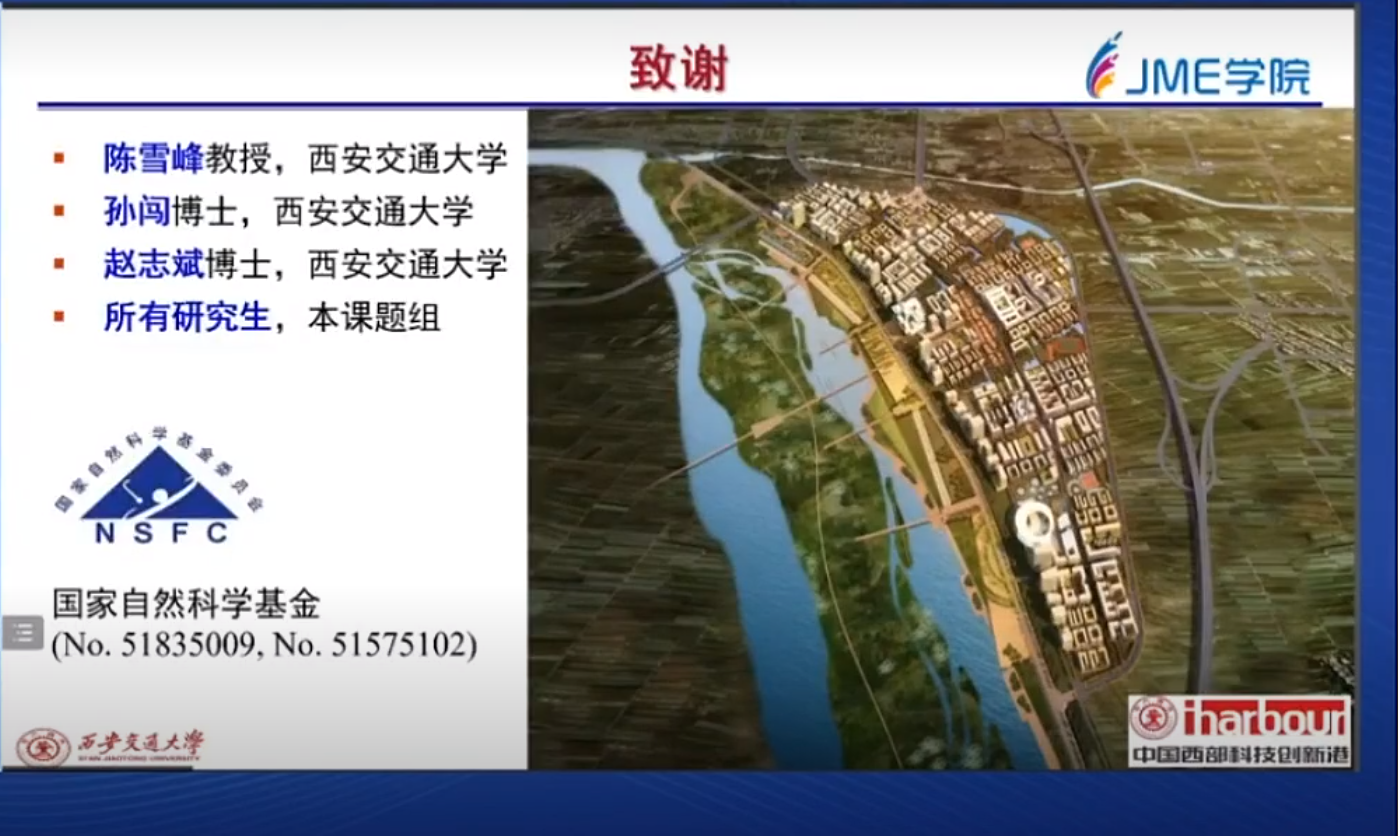 致谢
JME学院
▪ 陈雪峰教授，西安交通大学
▪ 孙闯博士，西安交通大学
▪ 赵志斌博士，西安交通大学
▪ 所有研究生，本课题组
国家自然科学基金委员会
NSFC
国家自然科学基金
(No. 51835009, No. 51575102)
西安交通大学
XI'AN JIAOTONG UNIVERSITY
iharbour
中国西部科技创新港